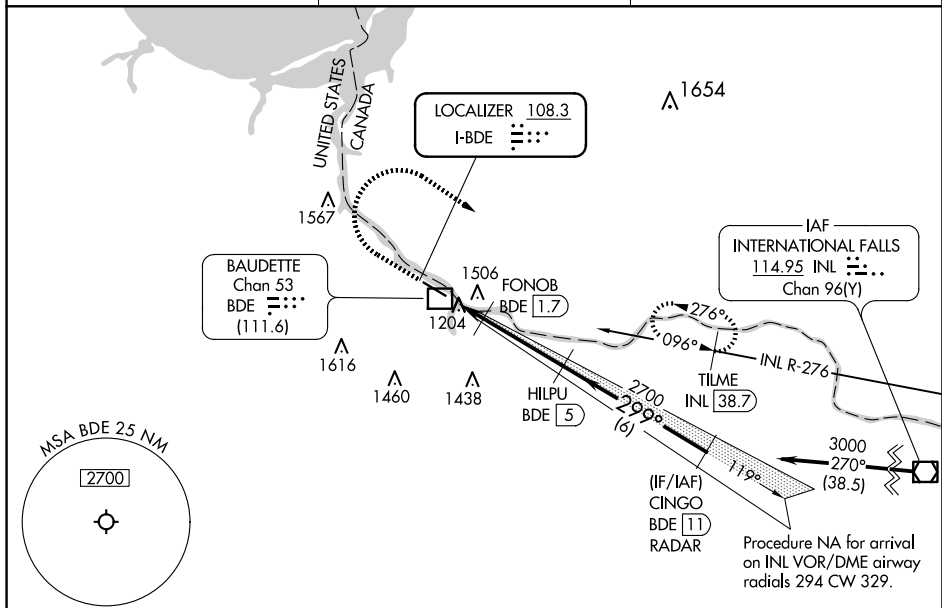 UNITED STATES
CANADA
LOCALIZER 108.3
I-BDE
1654
1567
IAF
INTERNATIONAL FALLS
114.95 INL
Chan 96(Y)
BAUDETTE
Chan 53
BDE
(111.6)
1506
FONOB
BDE 1.7
1204
276°
096°
INL R-276
TILME
INL 38.7
1616
1460
1438
HILPU
BDE 5
2700
299°
(6)
119°
3000
270°
(38.5)
(IF/IAF)
CINGO
BDE 11
RADAR
Procedure NA for arrival
on INL VOR/DME airway
radials 294 CW 329.
MSA BDE 25 NM
2700